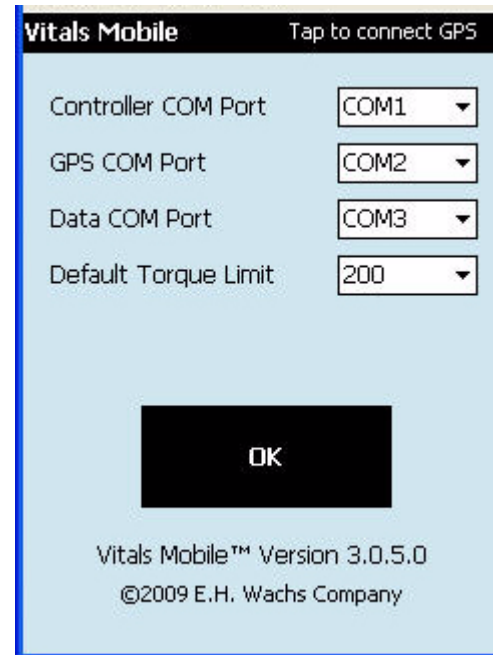 Vitals Mobile Tap to connect GPS
Controller COM Port COM1
GPS COM Port COM2
Data COM Port COM3
Default Torque Limit 200
OK
Vitals Mobile™ Version 3.0.5.0
©2009 E.H. Wachs Company